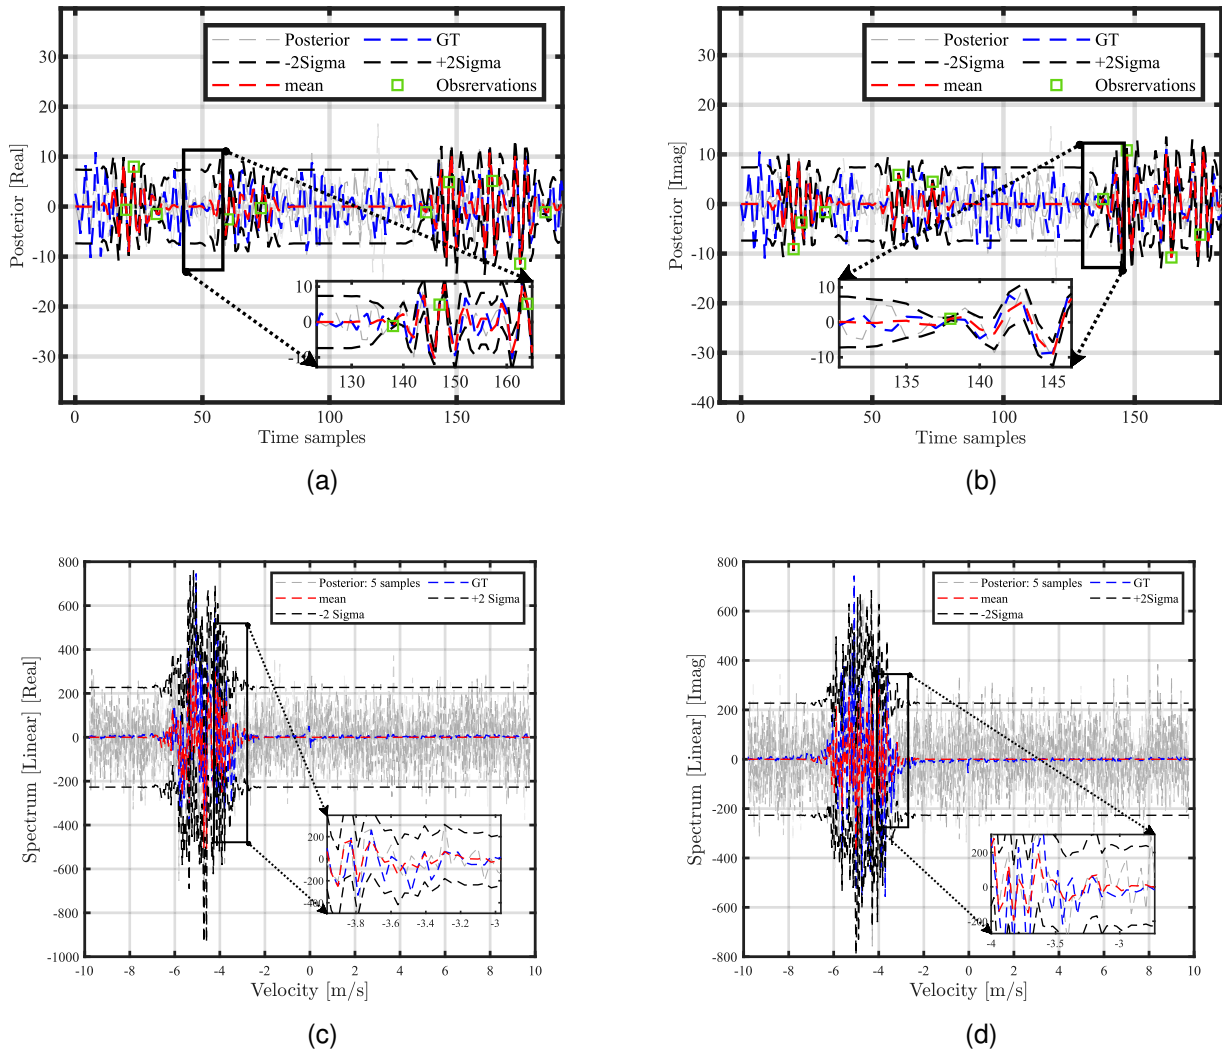 Posterior GT
-2Sigma +2Sigma
mean Obsrervations
30
20
10
0
-10
-20
-30
Posterior [Real]
10
0
-10
130 140 150 160
0 50 100 150
Time samples
(a)
Posterior GT
-2Sigma +2Sigma
mean Obsrervations
30
20
10
0
-10
-20
-30
-40
Posterior [Imag]
10
0
-10
135 140 145
0 50 100 150
Time samples
(b)
Posterior: 5 samples GT
mean +2 Sigma
-2 Sigma
800
600
400
200
0
-200
-400
-600
-800
-1000
Spectrum [Linear] [Real]
200
0
-200
-400
-3.8 -3.6 -3.4 -3.2 -3
-10 -8 -6 -4 -2 0 2 4 6 8 10
Velocity [m/s]
(c)
Posterior: 5 samples GT
mean +2Sigma
-2Sigma
800
600
400
200
0
-200
-400
-600
-800
Spectrum [Linear] [Imag]
200
0
-200
-4 -3.5 -3
-10 -8 -6 -4 -2 0 2 4 6 8 10
Velocity [m/s]
(d)